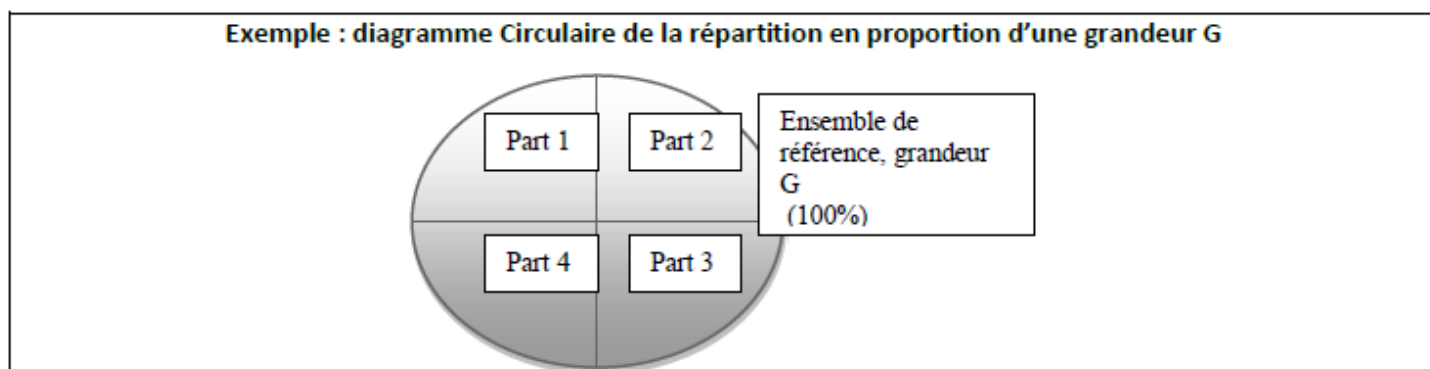 Exemple : diagramme Circulaire de la répartition en proportion d’une grandeur G
Part 1
Part 2
Ensemble de
référence, grandeur
G
(100%)
Part 4
Part 3